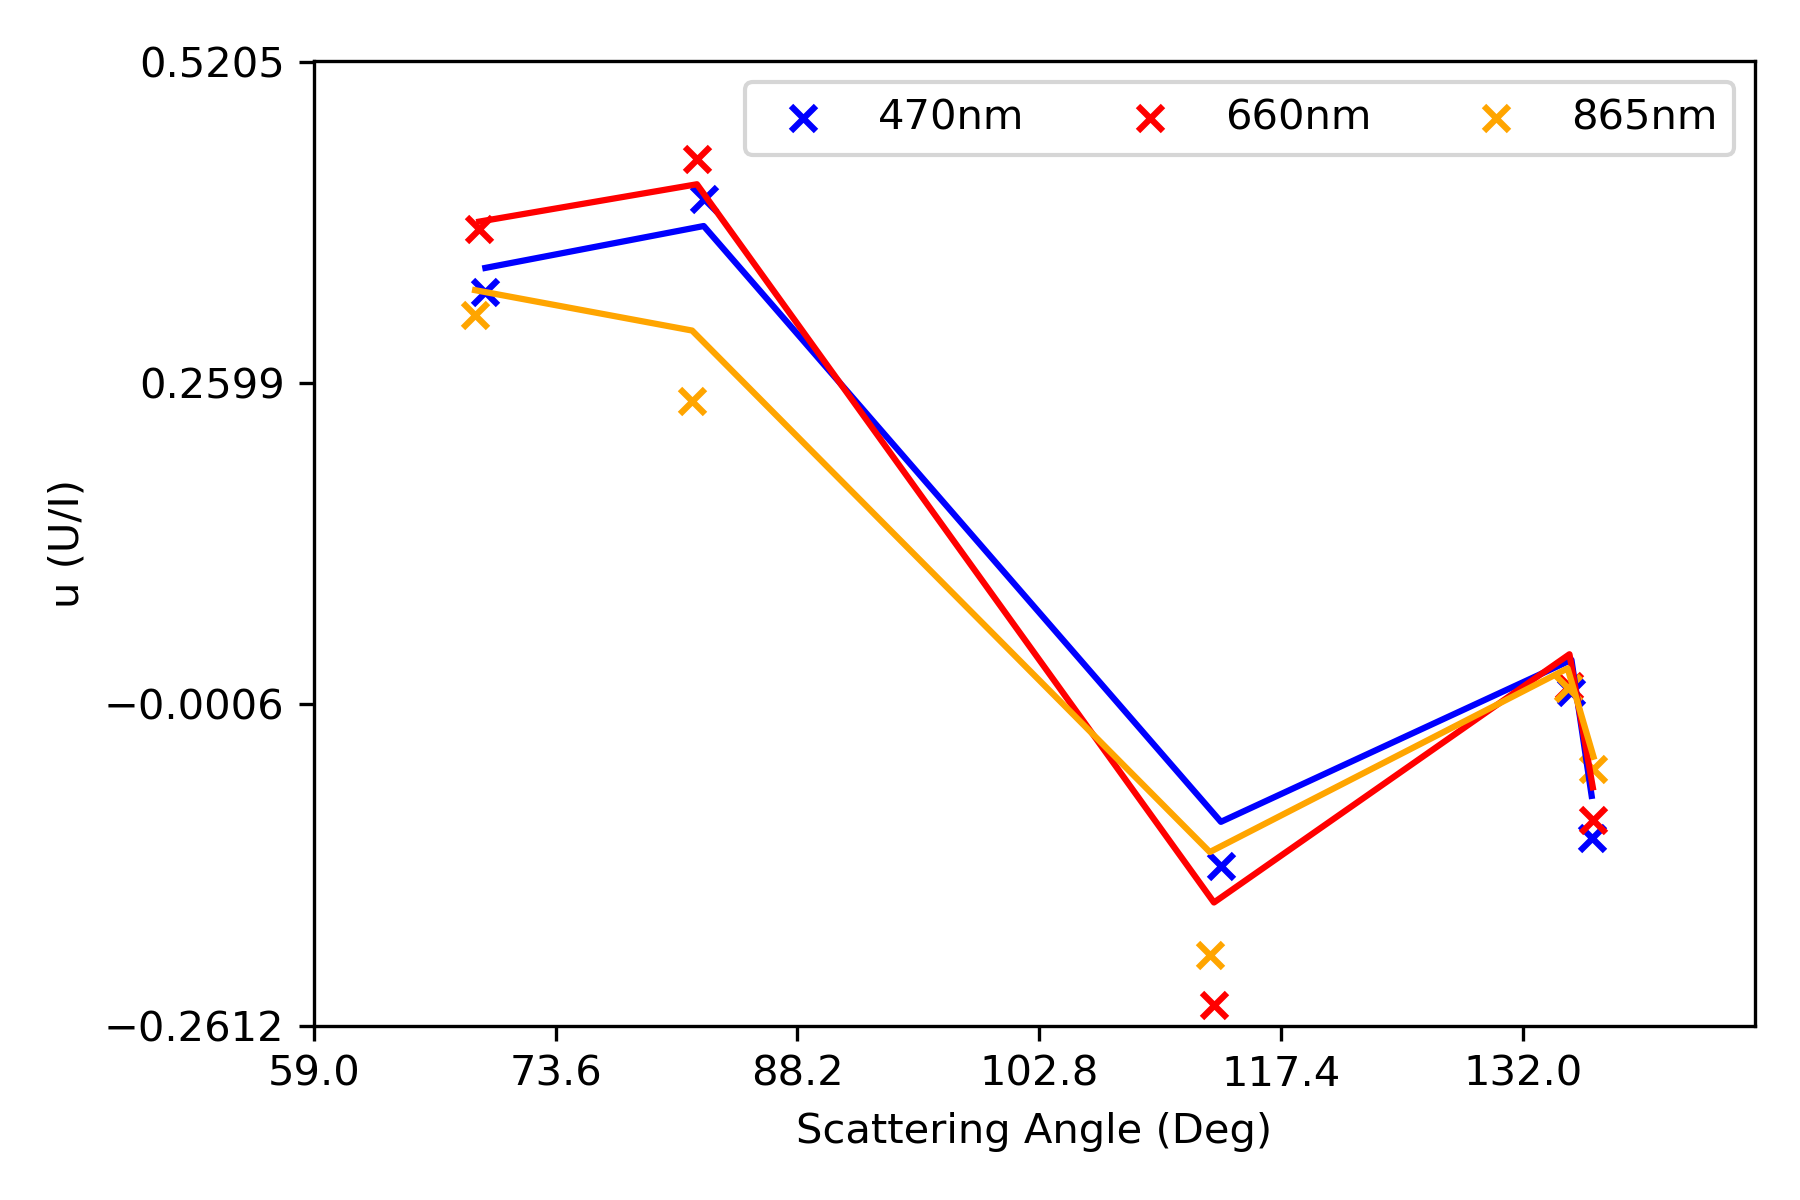 0.5205
470nm 660nm 865nm
0.2599
u (U/I)
−0.0006
−0.2612
59.0 73.6 88.2 102.8 117.4 132.0
Scattering Angle (Deg)